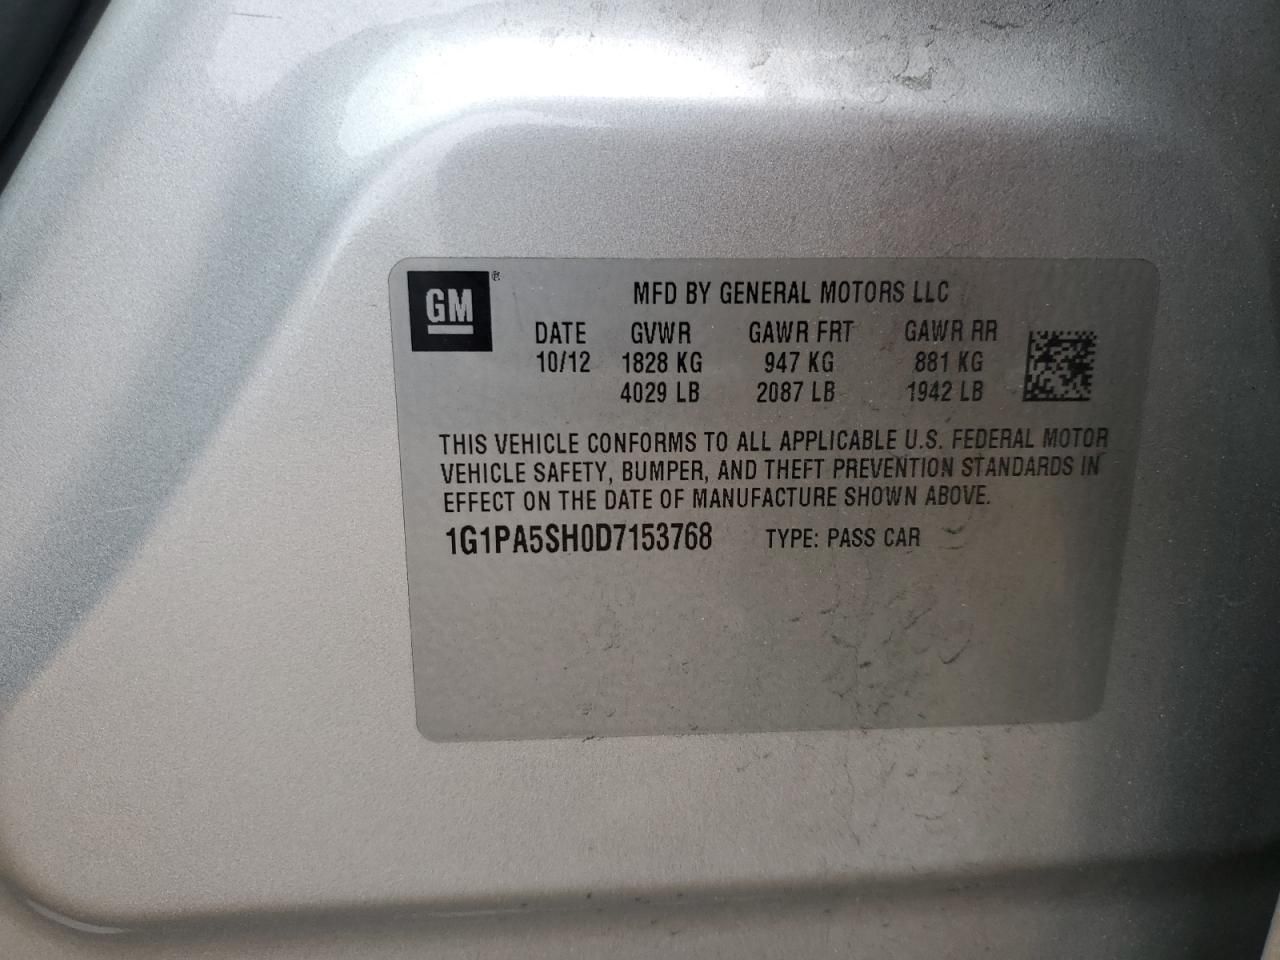 GM ®
MFD BY GENERAL MOTORS LLC
DATE GVWR GAWR FRT GAWR RR
10/12 1828 KG 947 KG 881 KG
4029 LB 2087 LB 1942 LB
THIS VEHICLE CONFORMS TO ALL APPLICABLE U.S. FEDERAL MOTOR
VEHICLE SAFETY, BUMPER, AND THEFT PREVENTION STANDARDS IN
EFFECT ON THE DATE OF MANUFACTURE SHOWN ABOVE.
1G1PA5SH0D7153768 TYPE: PASS CAR